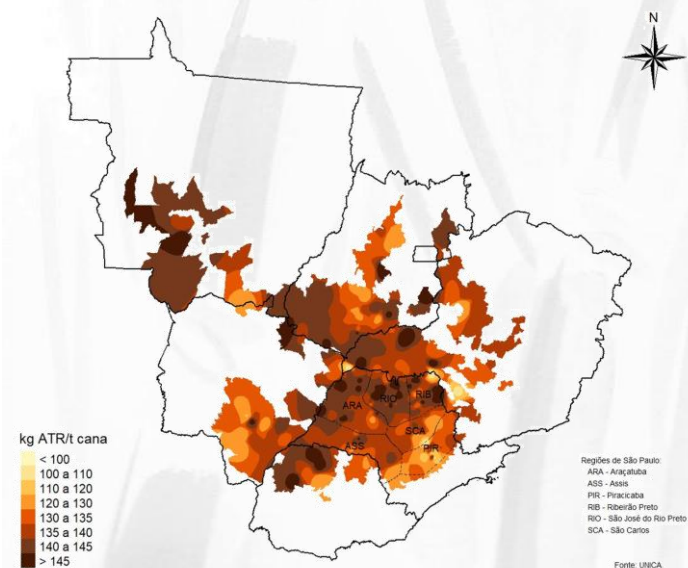 N
ARA
RIO
RIB
SCA
ASS
PIR
kg ATR/t cana
< 100
100 a 110
110 a 120
120 a 130
130 a 135
135 a 140
140 a 145
> 145
Regiões de São Paulo:
ARA - Araçatuba
ASS - Assis
PIR - Piracicaba
RIB - Ribeirão Preto
RIO - São José do Rio Preto
SCA - São Carlos
Fonte: UNICA